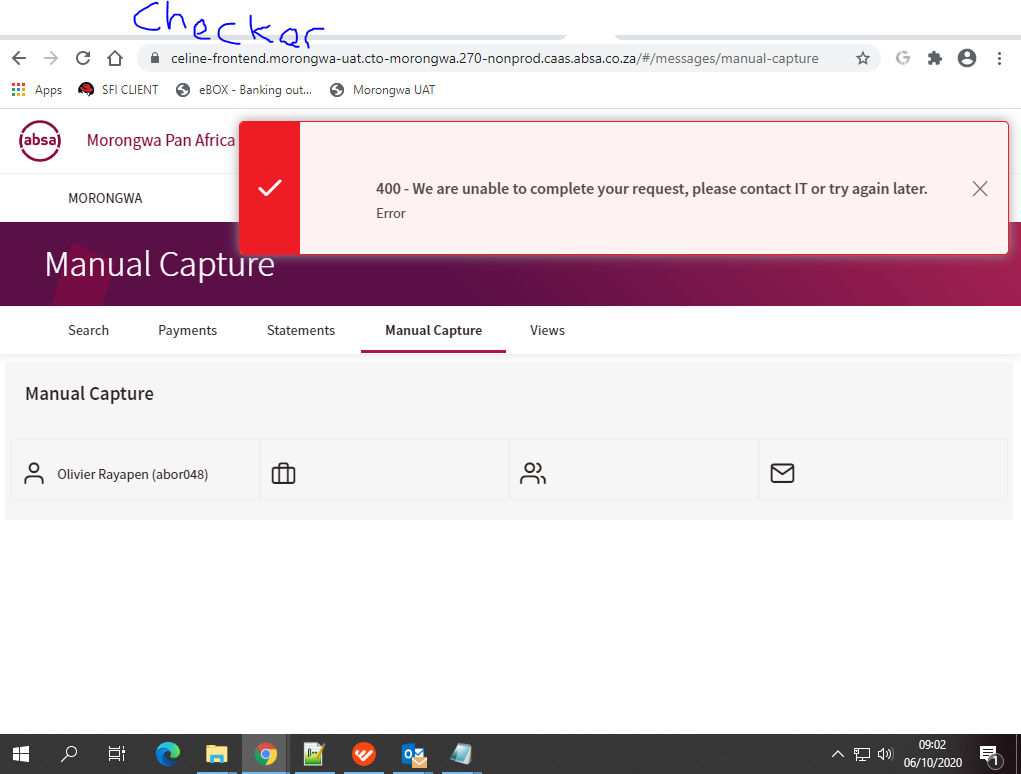 Checker
celine-frontend.morongwa-uat.cto-morongwa.270-nonprod.caas.absa.co.za/#/messages/manual-capture
Apps SFI CLIENT eBOX - Banking out... Morongwa UAT
absa Morongwa Pan Africa
400 - We are unable to complete your request, please contact IT or try again later.
Error
MORONGWA
Manual Capture
Search Payments Statements Manual Capture Views
Manual Capture
Olivier Rayapen (abor048)
09:02
06/10/2020
1